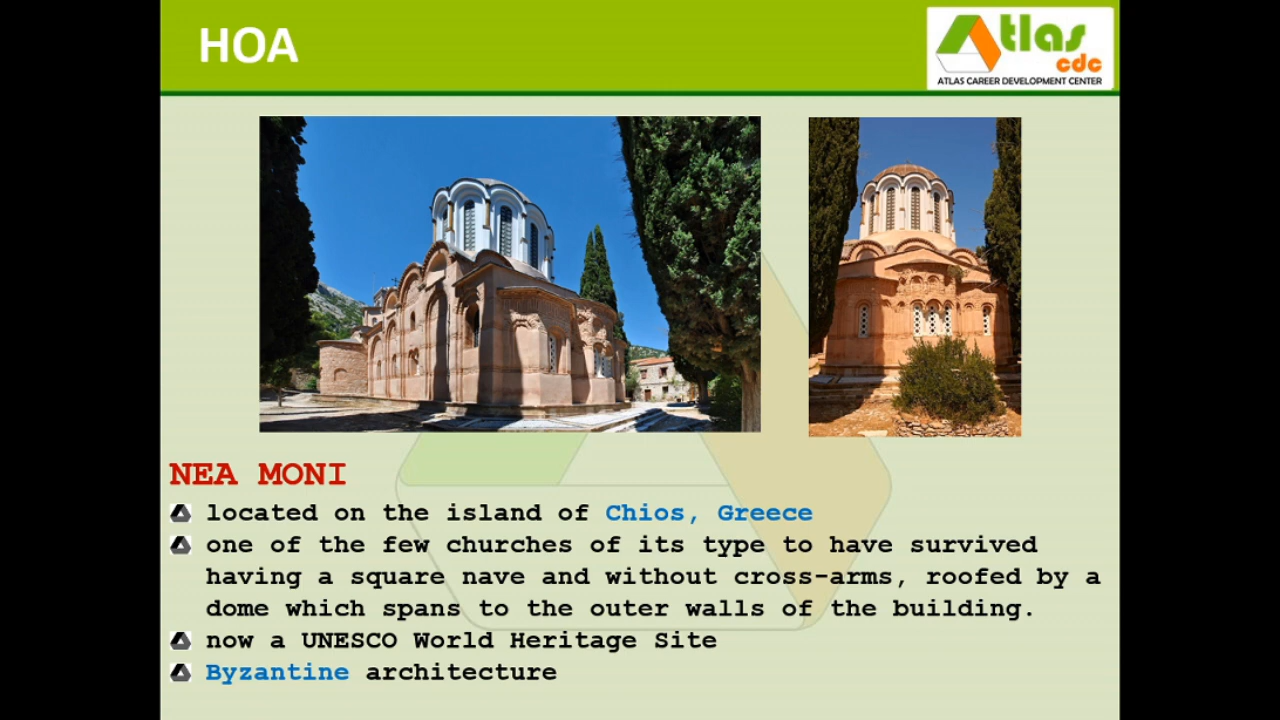 HOA
Atlas
cdc
ATLAS CAREER DEVELOPMENT CENTER
NEA MONI
located on the island of Chios, Greece
one of the few churches of its type to have survived
having a square nave and without cross-arms, roofed by a
dome which spans to the outer walls of the building.
now a UNESCO World Heritage Site
Byzantine architecture